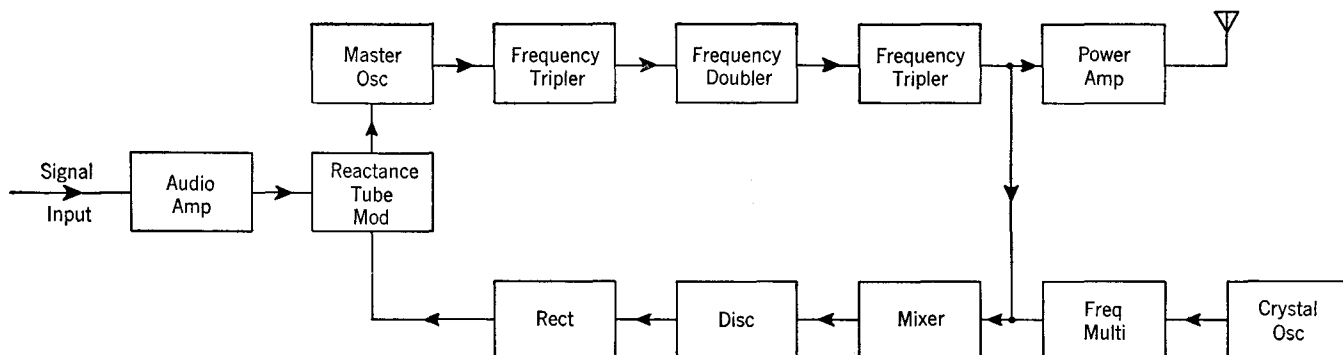 Master
Osc
Frequency
Tripler
Frequency
Doubler
Frequency
Tripler
Power
Amp
Signal
Input
Audio
Amp
Reactance
Tube
Mod
Rect
Disc
Mixer
Freq
Multi
Crystal
Osc